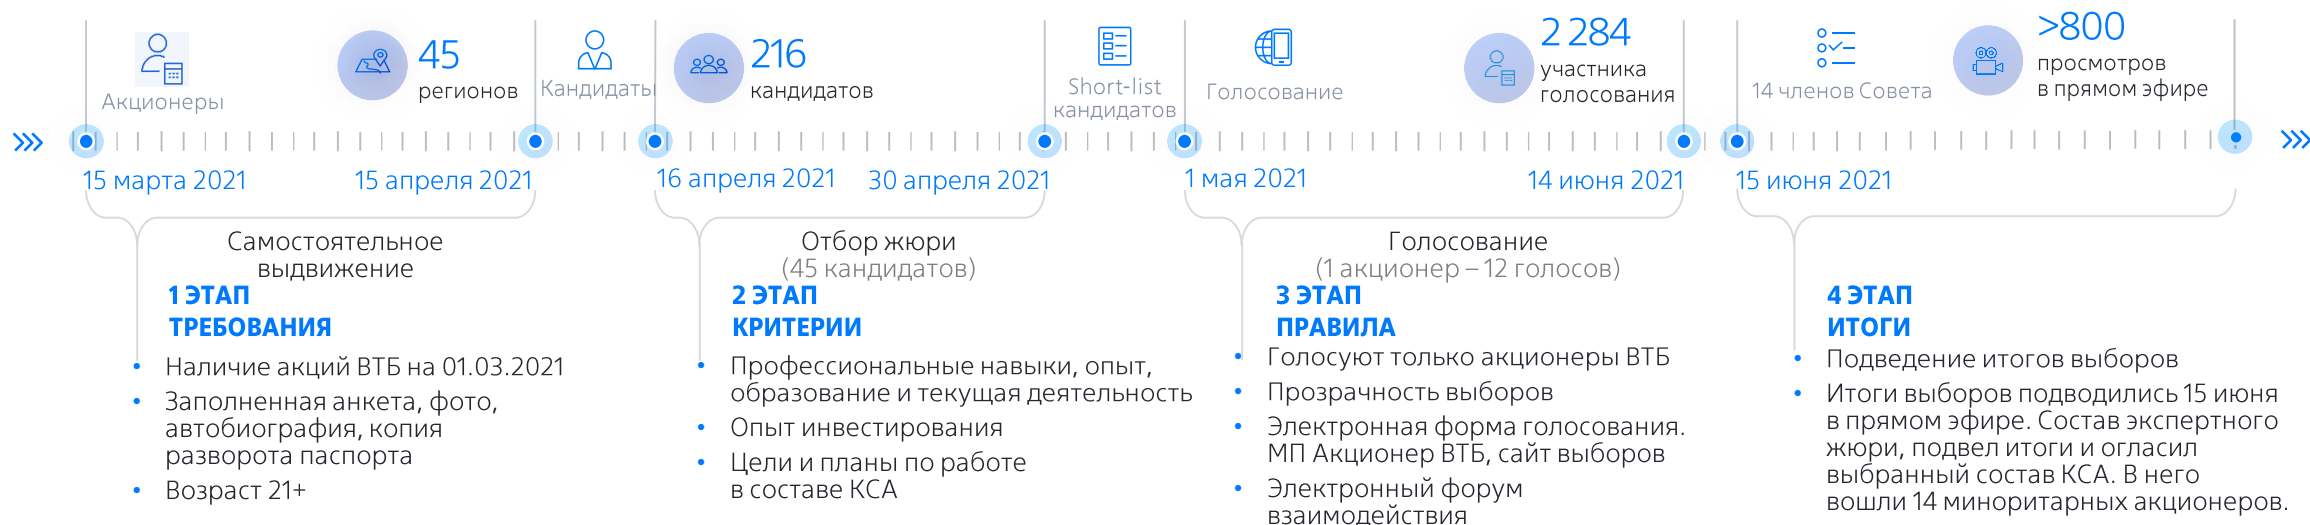 Акционеры
45
регионов
Кандидаты
216
кандидатов
Short-list
кандидатов
Голосование
2 284
участника
голосования
14 членов Совета
>800
просмотров
в прямом эфире
15 марта 2021
15 апреля 2021
16 апреля 2021
30 апреля 2021
1 мая 2021
14 июня 2021
15 июня 2021
Самостоятельное
выдвижение
1 ЭТАП
ТРЕБОВАНИЯ
• Наличие акций ВТБ на 01.03.2021
• Заполненная анкета, фото,
автобиография, копия
разворота паспорта
• Возраст 21+
Отбор жюри
(45 кандидатов)
2 ЭТАП
КРИТЕРИИ
• Профессиональные навыки, опыт,
образование и текущая деятельность
• Опыт инвестирования
• Цели и планы по работе
в составе КСА
Голосование
(1 акционер – 12 голосов)
3 ЭТАП
ПРАВИЛА
• Голосуют только акционеры ВТБ
• Прозрачность выборов
• Электронная форма голосования.
МП Акционер ВТБ, сайт выборов
• Электронный форум
взаимодействия
4 ЭТАП
ИТОГИ
• Подведение итогов выборов
• Итоги выборов подводились 15 июня
в прямом эфире. Состав экспертного
жюри, подвел итоги и огласил
выбранный состав КСА. В него
вошли 14 миноритарных акционеров.